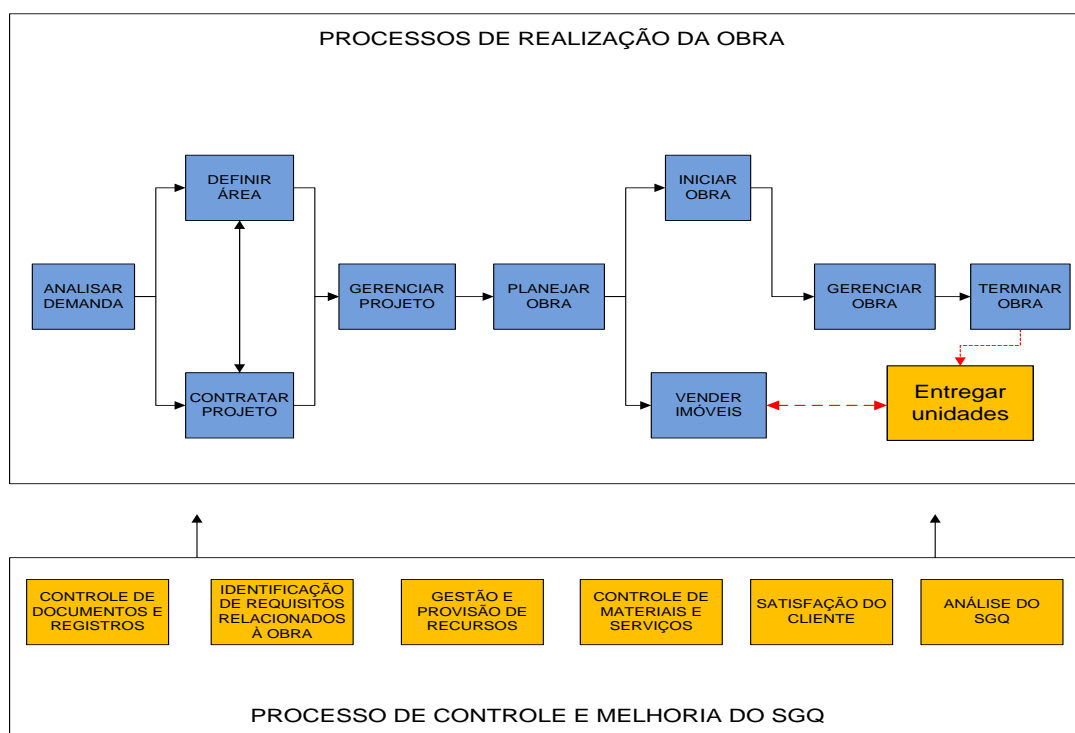 PROCESSOS DE REALIZAÇÃO DA OBRA
DEFINIR
ÁREA
INICIAR
OBRA
ANALISAR
DEMANDA
GERENCIAR
PROJETO
PLANEJAR
OBRA
GERENCIAR
OBRA
TERMINAR
OBRA
CONTRATAR
PROJETO
VENDER
IMÓVEIS
Entregar
unidades
CONTROLE DE
DOCUMENTOS E
REGISTROS
IDENTIFICAÇÃO
DE REQUISITOS
RELACIONADOS
À OBRA
GESTÃO E
PROVISÃO DE
RECURSOS
CONTROLE DE
MATERIAIS E
SERVIÇOS
SATISFAÇÃO DO
CLIENTE
ANÁLISE DO
SGQ
PROCESSO DE CONTROLE E MELHORIA DO SGQ